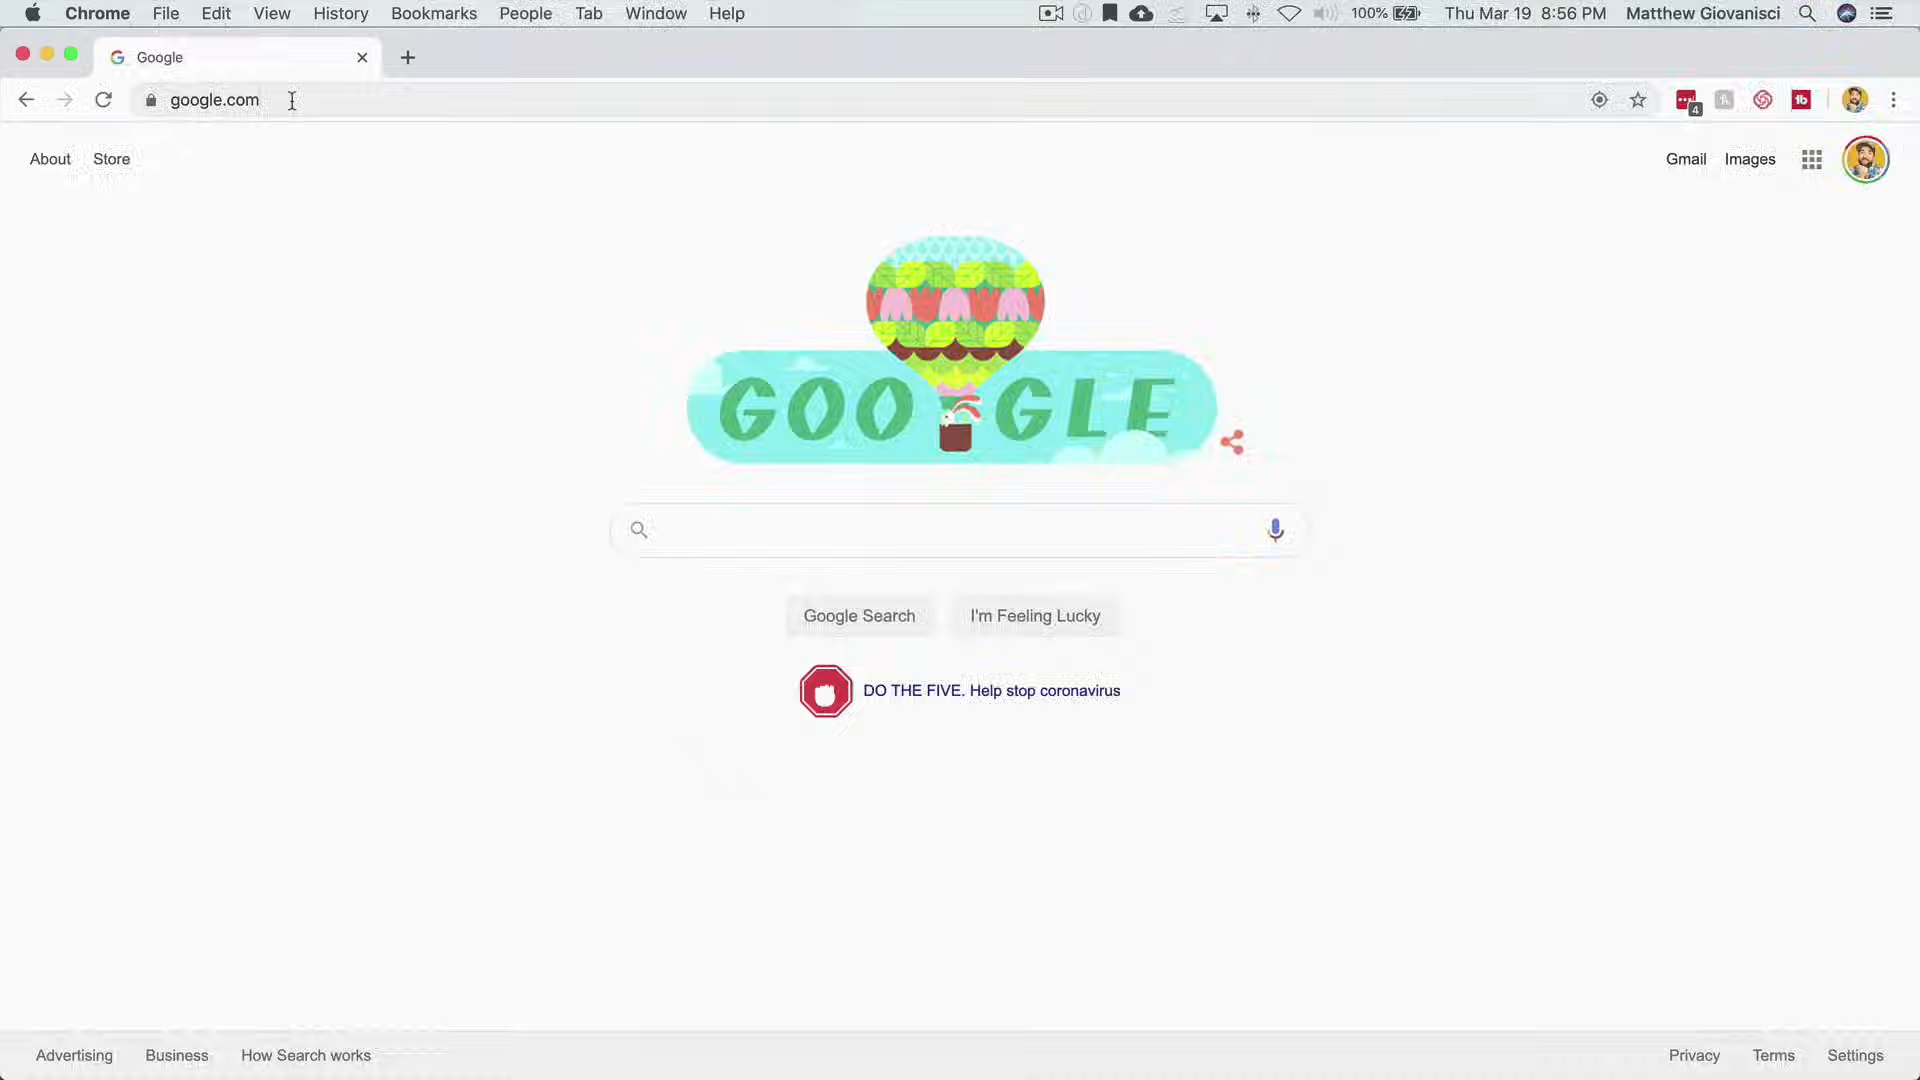 Chrome File Edit View History Bookmarks People Tab Window Help 100% Thu Mar 19 8:56 PM Matthew Giovanisci
Google
google.com
4
tb
About Store
Gmail Images
GOOGLE
Google Search I'm Feeling Lucky
DO THE FIVE. Help stop coronavirus
Advertising Business How Search works
Privacy Terms Settings